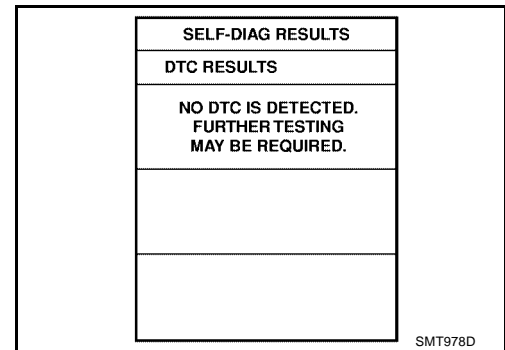 SELF-DIAG RESULTS
DTC RESULTS
NO DTC IS DETECTED.
FURTHER TESTING
MAY BE REQUIRED.
SMT978D